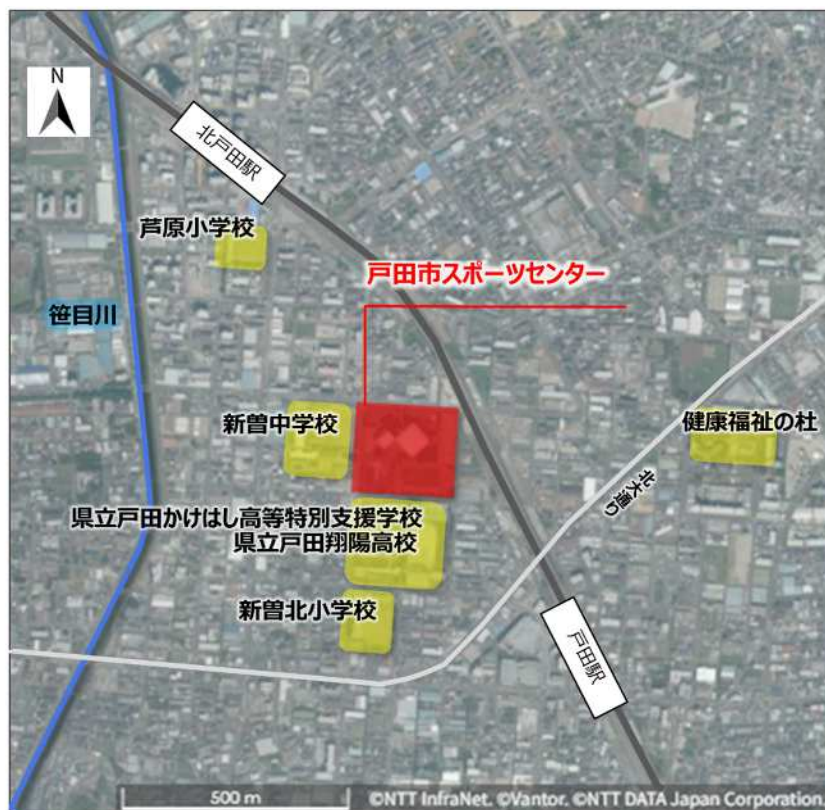 N
北戸田駅
芦原小学校
戸田市スポーツセンター
笹目川
新曽中学校
健康福祉の杜
北大通り
県立戸田かけはし高等特別支援学校
県立戸田翔陽高校
新曽北小学校
戸田駅
500 m
©NTT InfraNet. ©Vantor. ©NTT DATA Japan Corporation